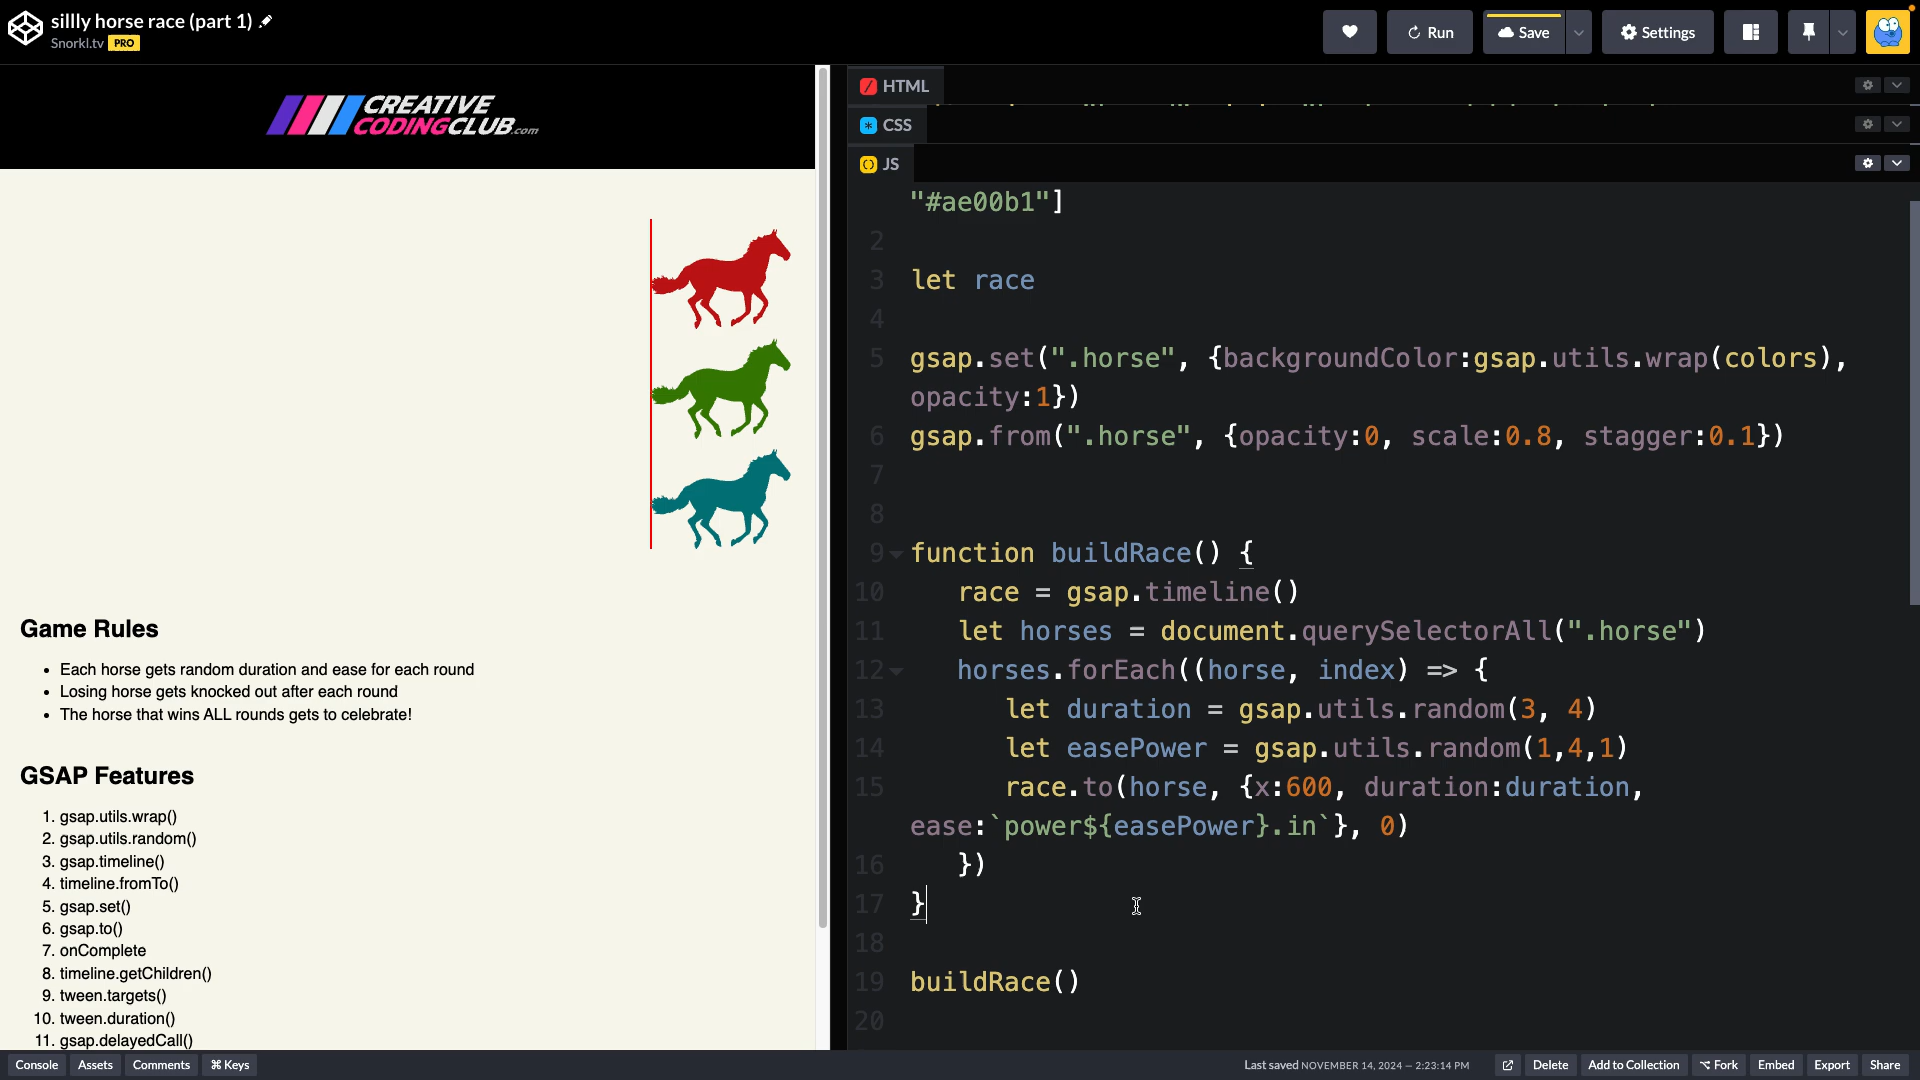 sillly horse race (part 1)
Snorkl.tv PRO
Run
Save
Settings
CREATIVE
CODINGCLUB.com
Game Rules
• Each horse gets random duration and ease for each round
• Losing horse gets knocked out after each round
• The horse that wins ALL rounds gets to celebrate!
GSAP Features
1. gsap.utils.wrap()
2. gsap.utils.random()
3. gsap.timeline()
4. timeline.fromTo()
5. gsap.set()
6. gsap.to()
7. onComplete
8. timeline.getChildren()
9. tween.targets()
10. tween.duration()
11. gsap.delayedCall()
/ HTML
* CSS
() JS
"#ae00b1"]
2
3 let race
4
5 gsap.set(".horse", {backgroundColor:gsap.utils.wrap(colors),
opacity:1})
6 gsap.from(".horse", {opacity:0, scale:0.8, stagger:0.1})
7
8
9 function buildRace() {
10 race = gsap.timeline()
11 let horses = document.querySelectorAll(".horse")
12 horses.forEach((horse, index) => {
13 let duration = gsap.utils.random(3, 4)
14 let easePower = gsap.utils.random(1,4,1)
15 race.to(horse, {x:600, duration:duration,
ease:`power${easePower}.in`}, 0)
16 })
17 }
18
19 buildRace()
20
Console Assets Comments ⌘ Keys
Last saved NOVEMBER 14, 2024 — 2:23:14 PM
Delete Add to Collection Fork Embed Export Share